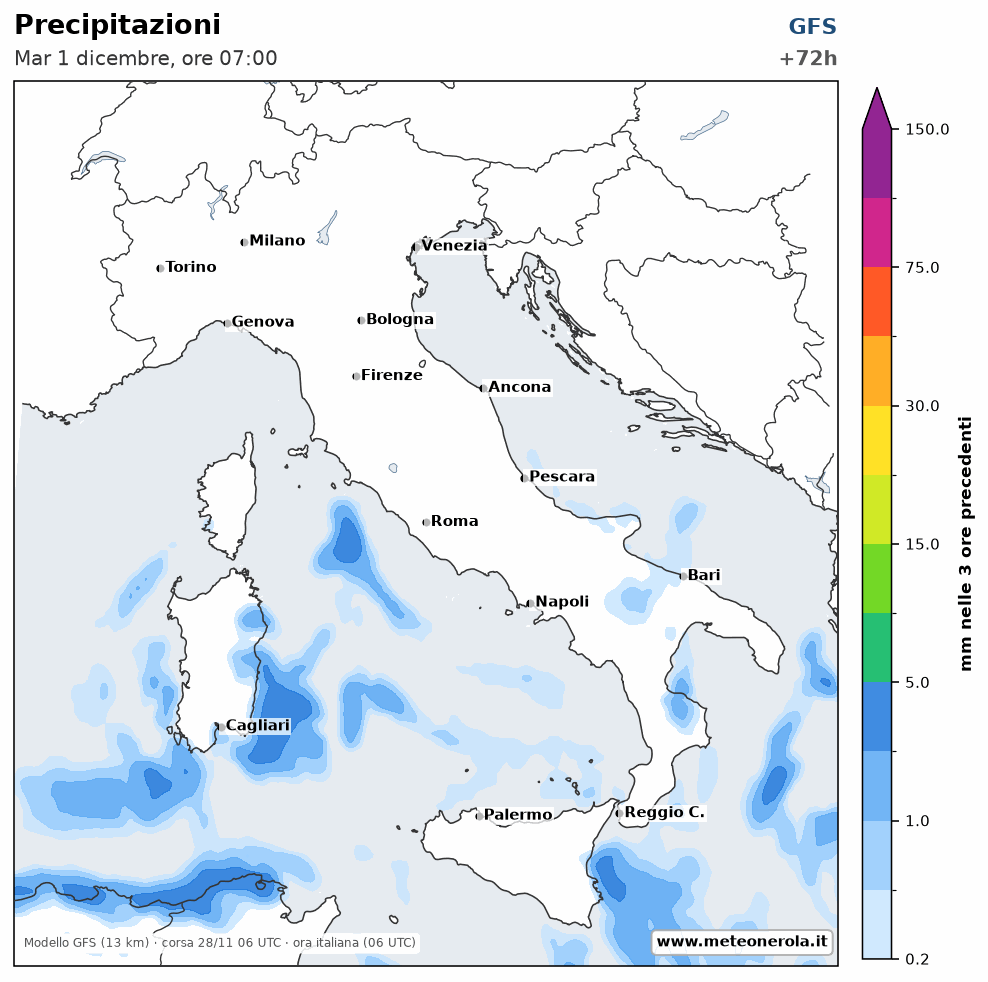 Precipitazioni
GFS
Mar 1 dicembre, ore 07:00
+72h
150.0
75.0
30.0
15.0
5.0
1.0
0.2
mm nelle 3 ore precedenti
Milano
Venezia
Torino
Genova
Bologna
Firenze
Ancona
Pescara
Roma
Bari
Napoli
Cagliari
Palermo
Reggio C.
Modello GFS (13 km) · corsa 28/11 06 UTC · ora italiana (06 UTC)
www.meteonerola.it